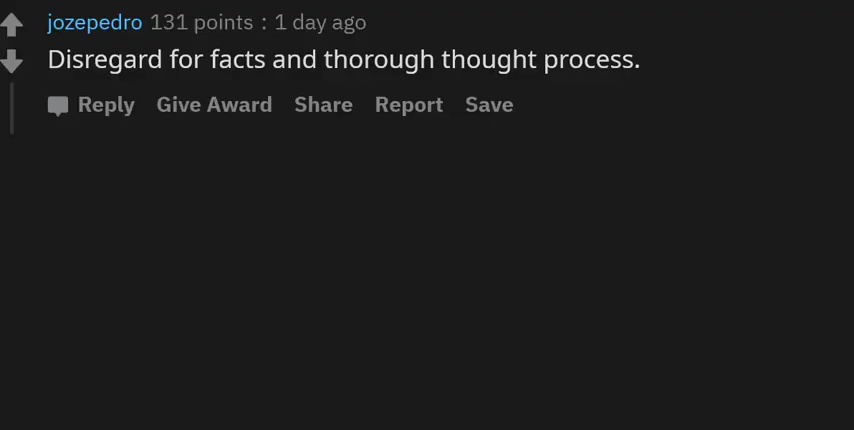 jozepedro 131 points : 1 day ago
Disregard for facts and thorough thought process.
Reply Give Award Share Report Save